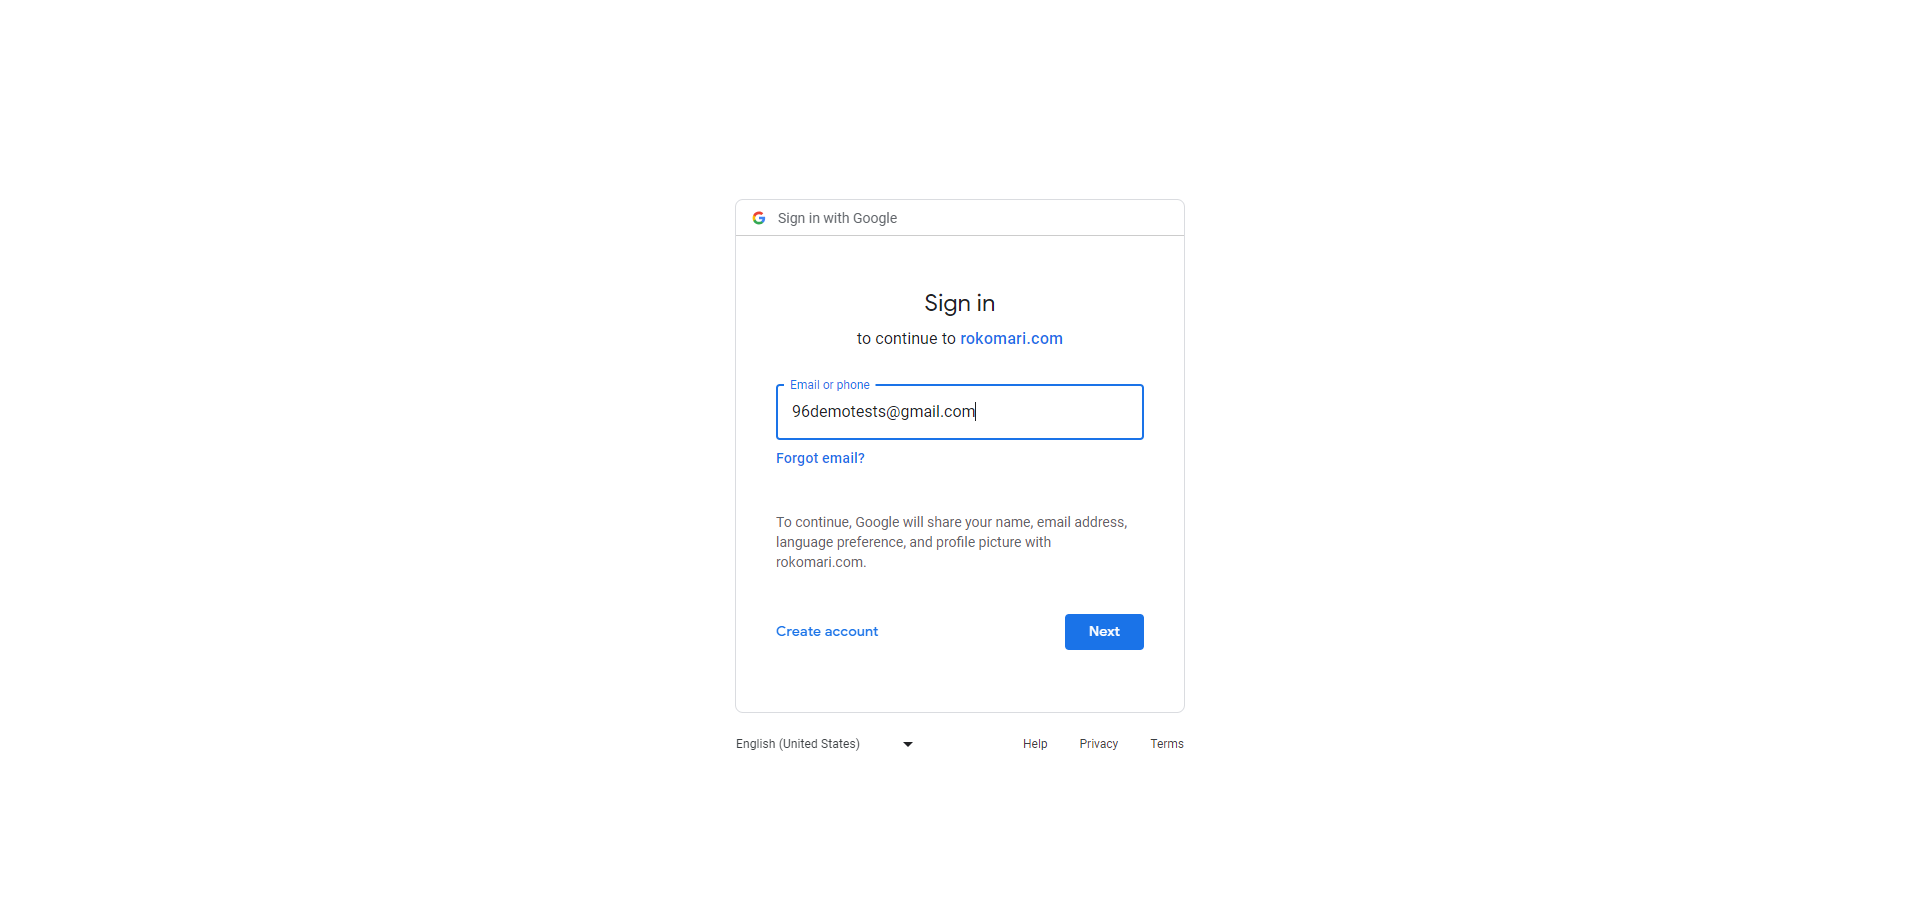 Sign in with Google
Sign in
to continue to rokomari.com
Email or phone
96demotests@gmail.com
Forgot email?
To continue, Google will share your name, email address,
language preference, and profile picture with
rokomari.com.
Create account
Next
English (United States)
Help
Privacy
Terms